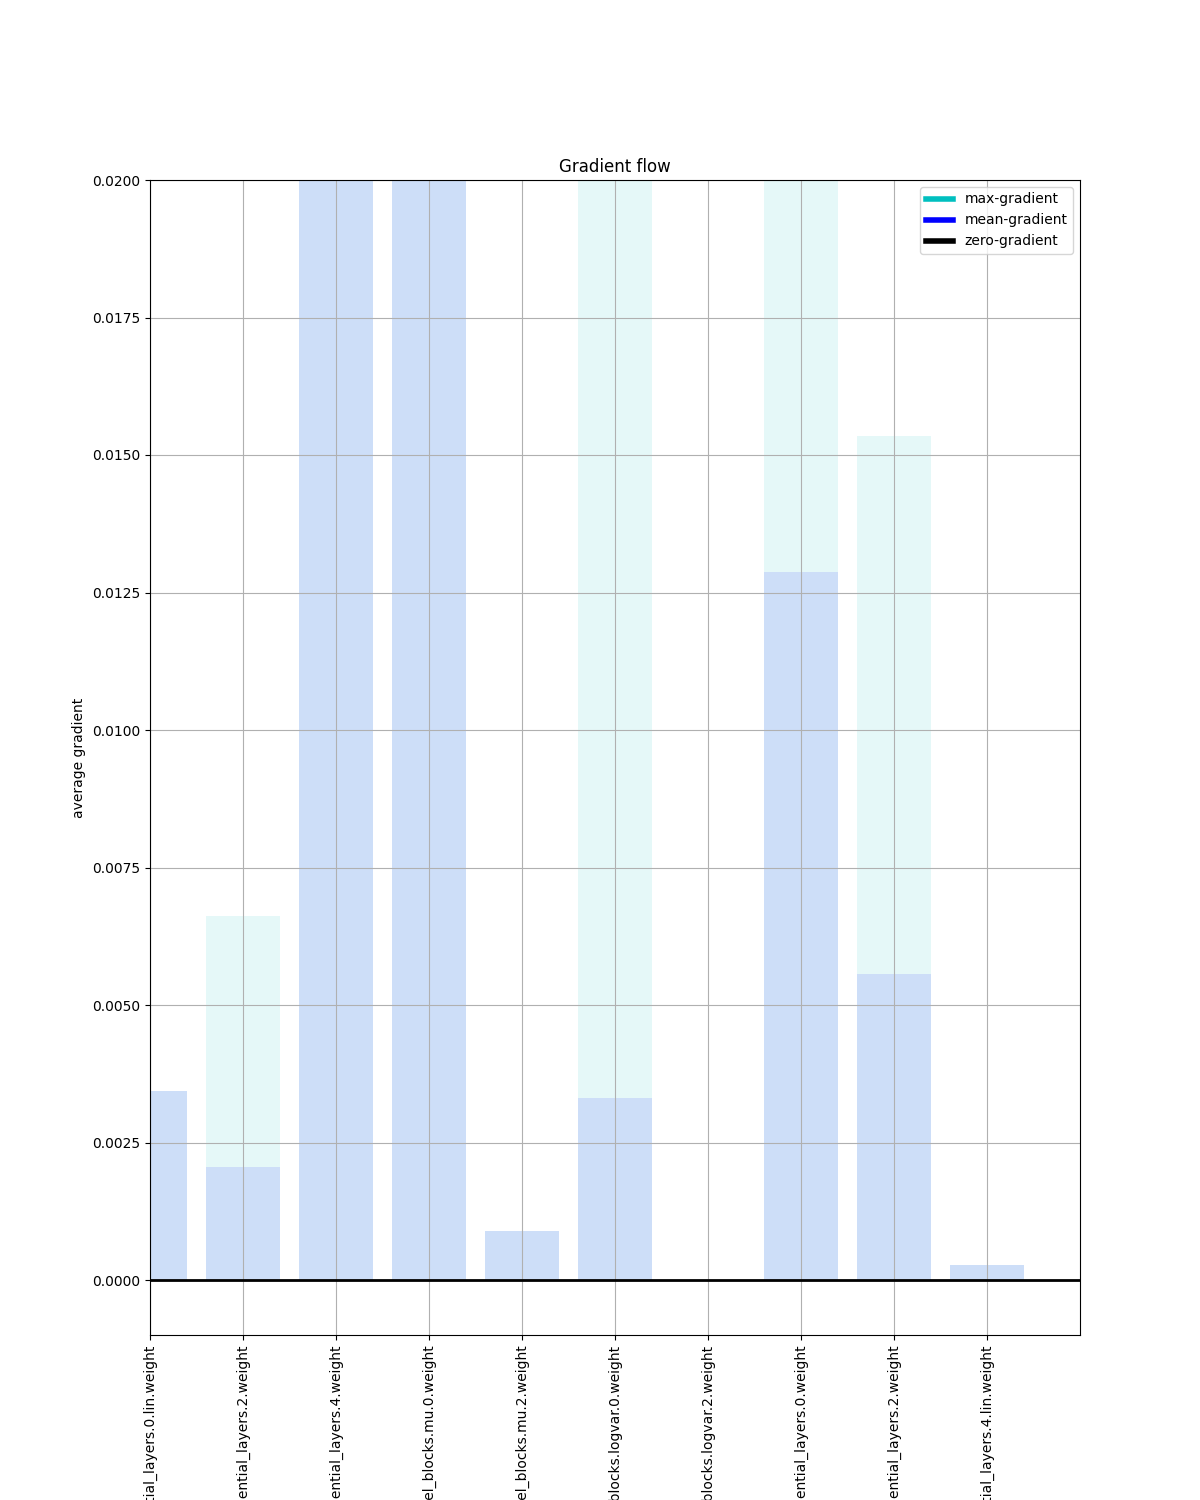 Gradient flow
max-gradient
mean-gradient
zero-gradient
0.0200
0.0175
0.0150
0.0125
0.0100
0.0075
0.0050
0.0025
0.0000
average gradient
tial_layers.0.lin.weight
ential_layers.2.weight
ential_layers.4.weight
el_blocks.mu.0.weight
el_blocks.mu.2.weight
blocks.logvar.0.weight
blocks.logvar.2.weight
ential_layers.0.weight
ential_layers.2.weight
tial_layers.4.lin.weight